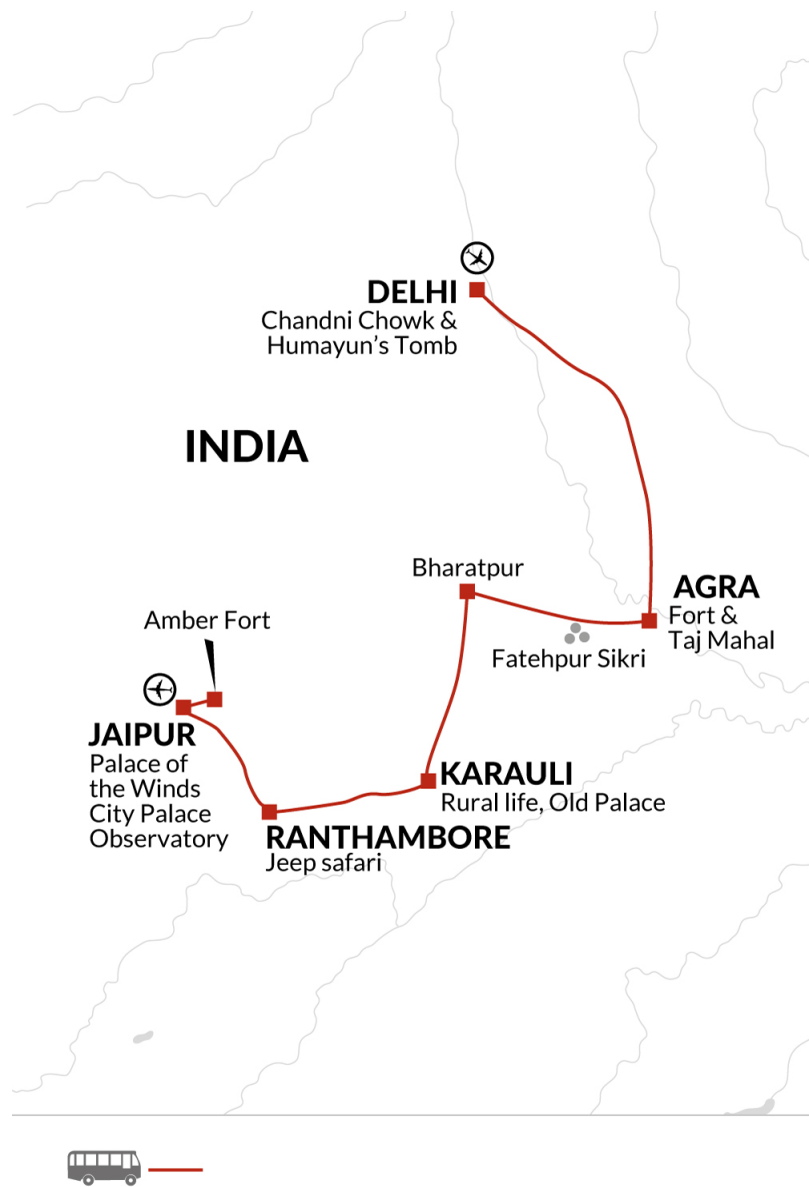 DELHI
Chandni Chowk &
Humayun's Tomb
INDIA
Bharatpur
AGRA
Fort &
Taj Mahal
Amber Fort
Fatehpur Sikri
JAIPUR
Palace of
the Winds
City Palace
Observatory
KARAULI
Rural life, Old Palace
RANTHAMBORE
Jeep safari